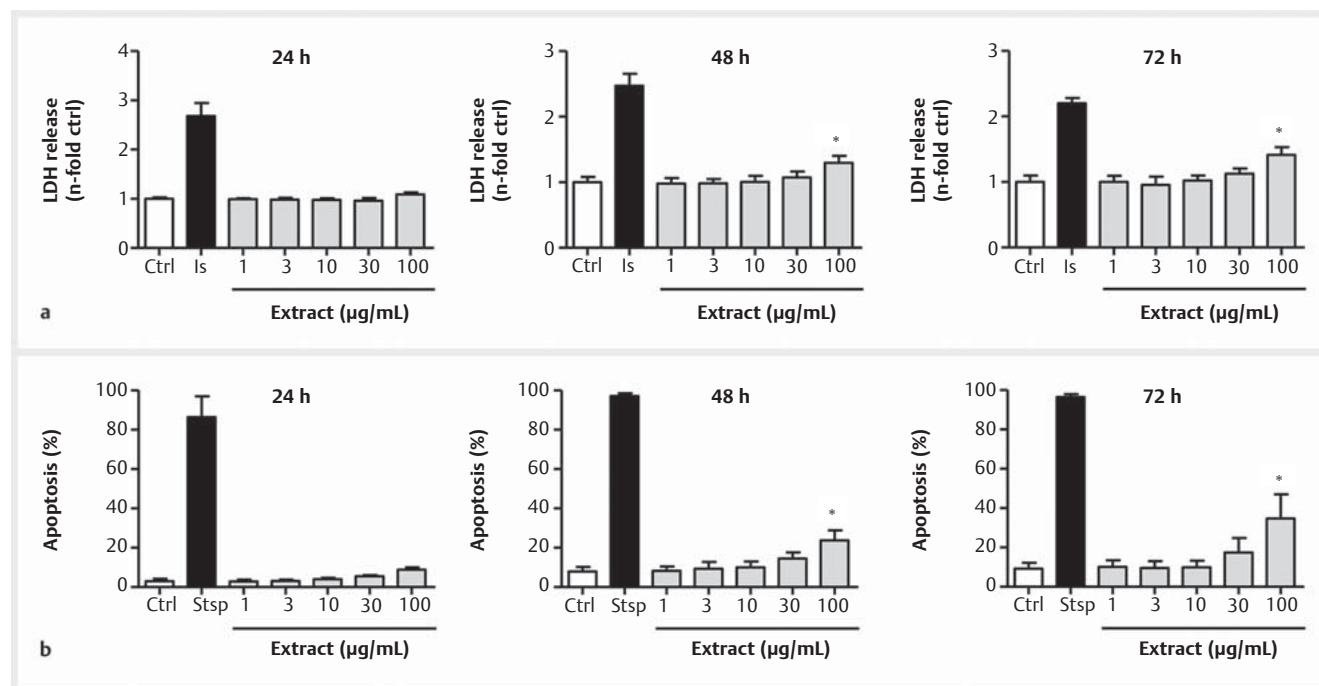 24 h
LDH release
(n-fold ctrl)
4
3
2
1
0
Ctrl ls 1 3 10 30 100
Extract (µg/mL)
48 h
LDH release
(n-fold ctrl)
3
2
1
0
Ctrl ls 1 3 10 30 100
Extract (µg/mL)
72 h
LDH release
(n-fold ctrl)
3
2
1
0
*
*
Ctrl ls 1 3 10 30 100
Extract (µg/mL)
a
24 h
Apoptosis (%)
100
80
60
40
20
0
Ctrl Stsp 1 3 10 30 100
Extract (µg/mL)
48 h
Apoptosis (%)
100
80
60
40
20
0
*
Ctrl Stsp 1 3 10 30 100
Extract (µg/mL)
72 h
Apoptosis (%)
100
80
60
40
20
0
*
Ctrl Stsp 1 3 10 30 100
Extract (µg/mL)
b